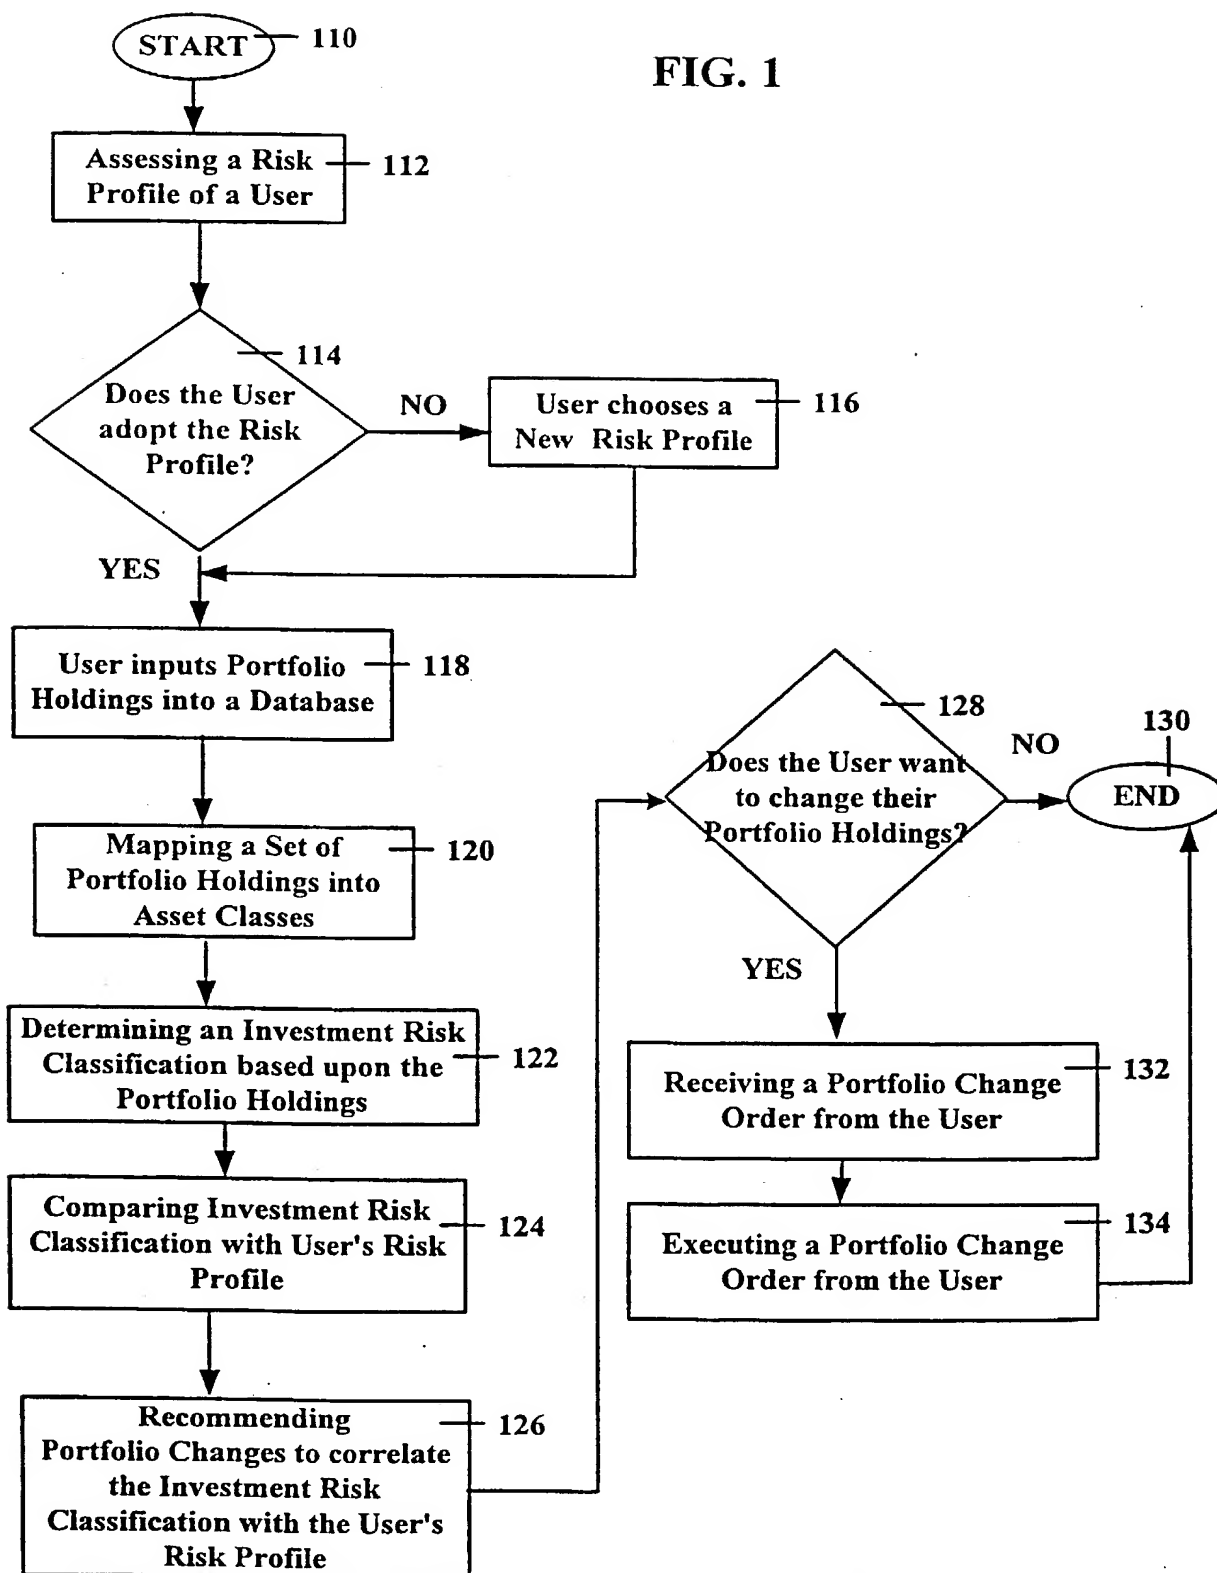 START
110
FIG. 1
Assessing a Risk
Profile of a User
112
114
Does the User
adopt the Risk
Profile?
NO
User chooses a
New Risk Profile
116
YES
User inputs Portfolio
Holdings into a Database
118
Mapping a Set of
Portfolio Holdings into
Asset Classes
120
Determining an Investment Risk
Classification based upon the
Portfolio Holdings
122
Comparing Investment Risk
Classification with User's Risk
Profile
124
Recommending
Portfolio Changes to correlate
the Investment Risk
Classification with the User's
Risk Profile
126
128
Does the User want
to change their
Portfolio Holdings?
NO
130
END
YES
Receiving a Portfolio Change
Order from the User
132
Executing a Portfolio Change
Order from the User
134